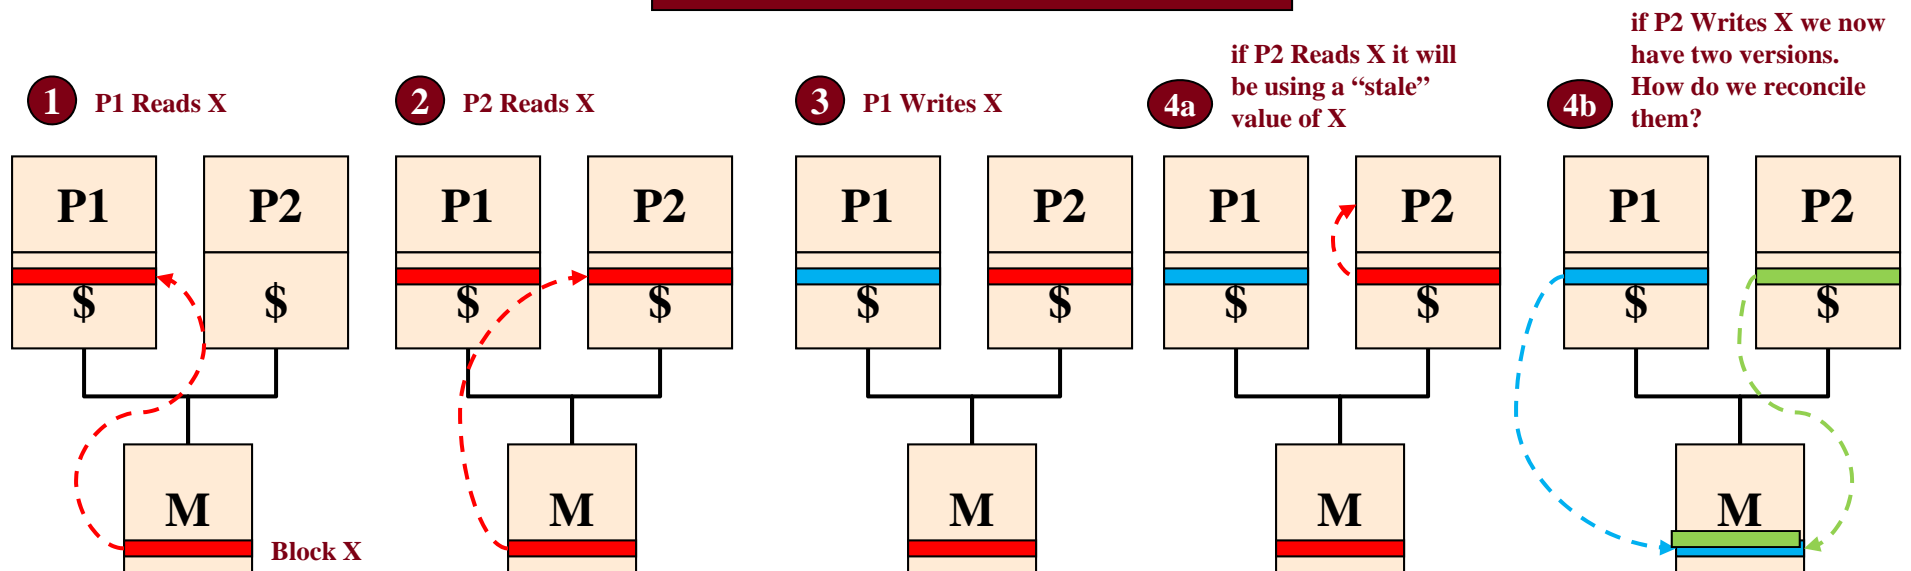 1 P1 Reads X
2 P2 Reads X
3 P1 Writes X
4a if P2 Reads X it will
be using a “stale”
value of X
4b if P2 Writes X we now
have two versions.
How do we reconcile
them?
P1 P2
$ $
M
Block X
P1 P2
$ $
M
P1 P2
$ $
M
P1 P2
$ $
M
P1 P2
$ $
M